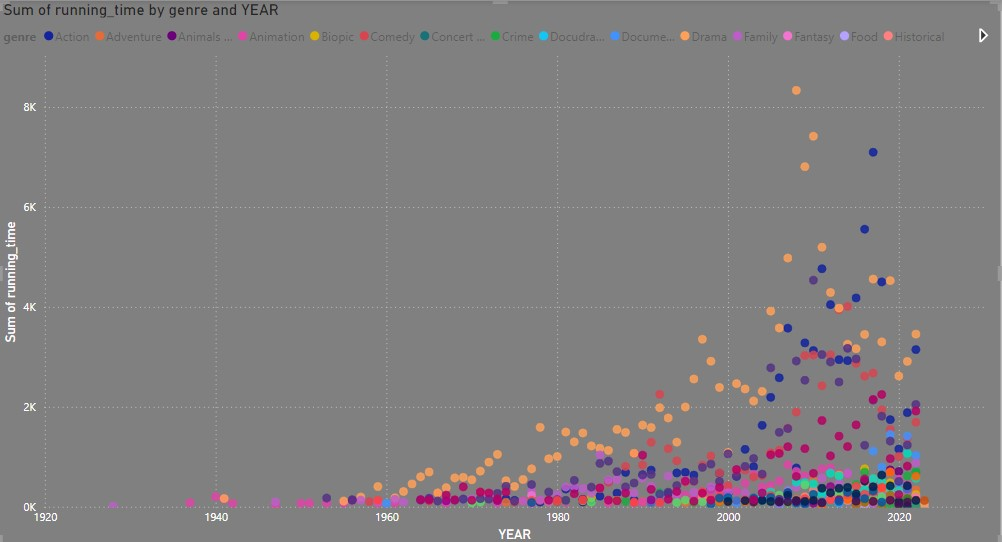 Sum of running_time by genre and YEAR
genre Action Adventure Animals ... Animation Biopic Comedy Concert ... Crime Docudra... Docume... Drama Family Fantasy Food Historical
8K
6K
4K
2K
0K
Sum of running_time
1920 1940 1960 1980 2000 2020
YEAR